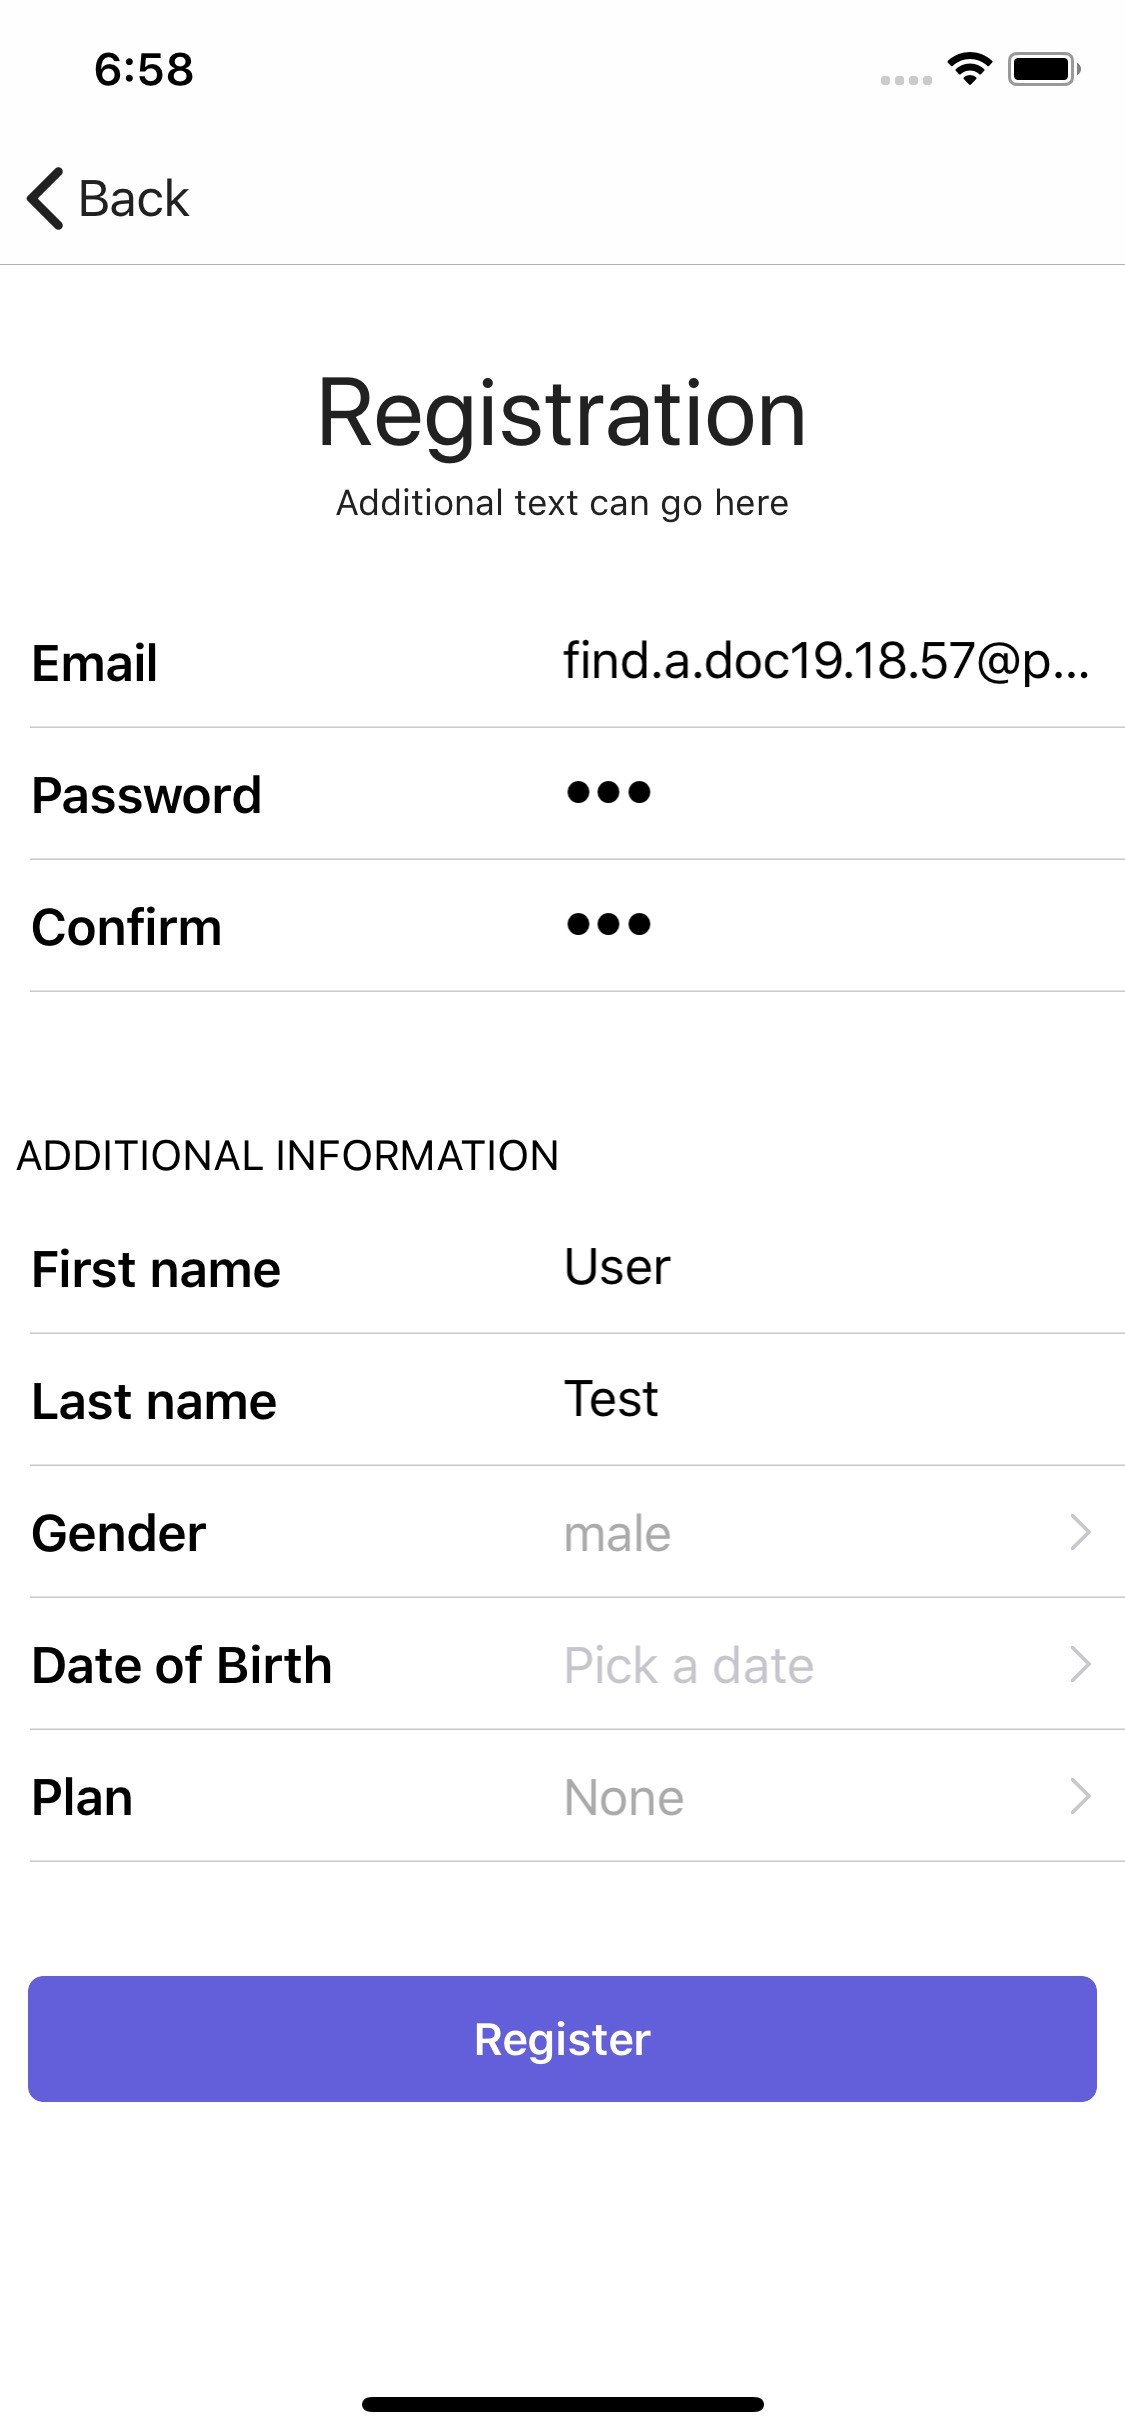 6:58
Back
Registration
Additional text can go here
Email find.a.doc19.18.57@p...
Password •••
Confirm •••
ADDITIONAL INFORMATION
First name User
Last name Test
Gender male
Date of Birth Pick a date
Plan None
Register